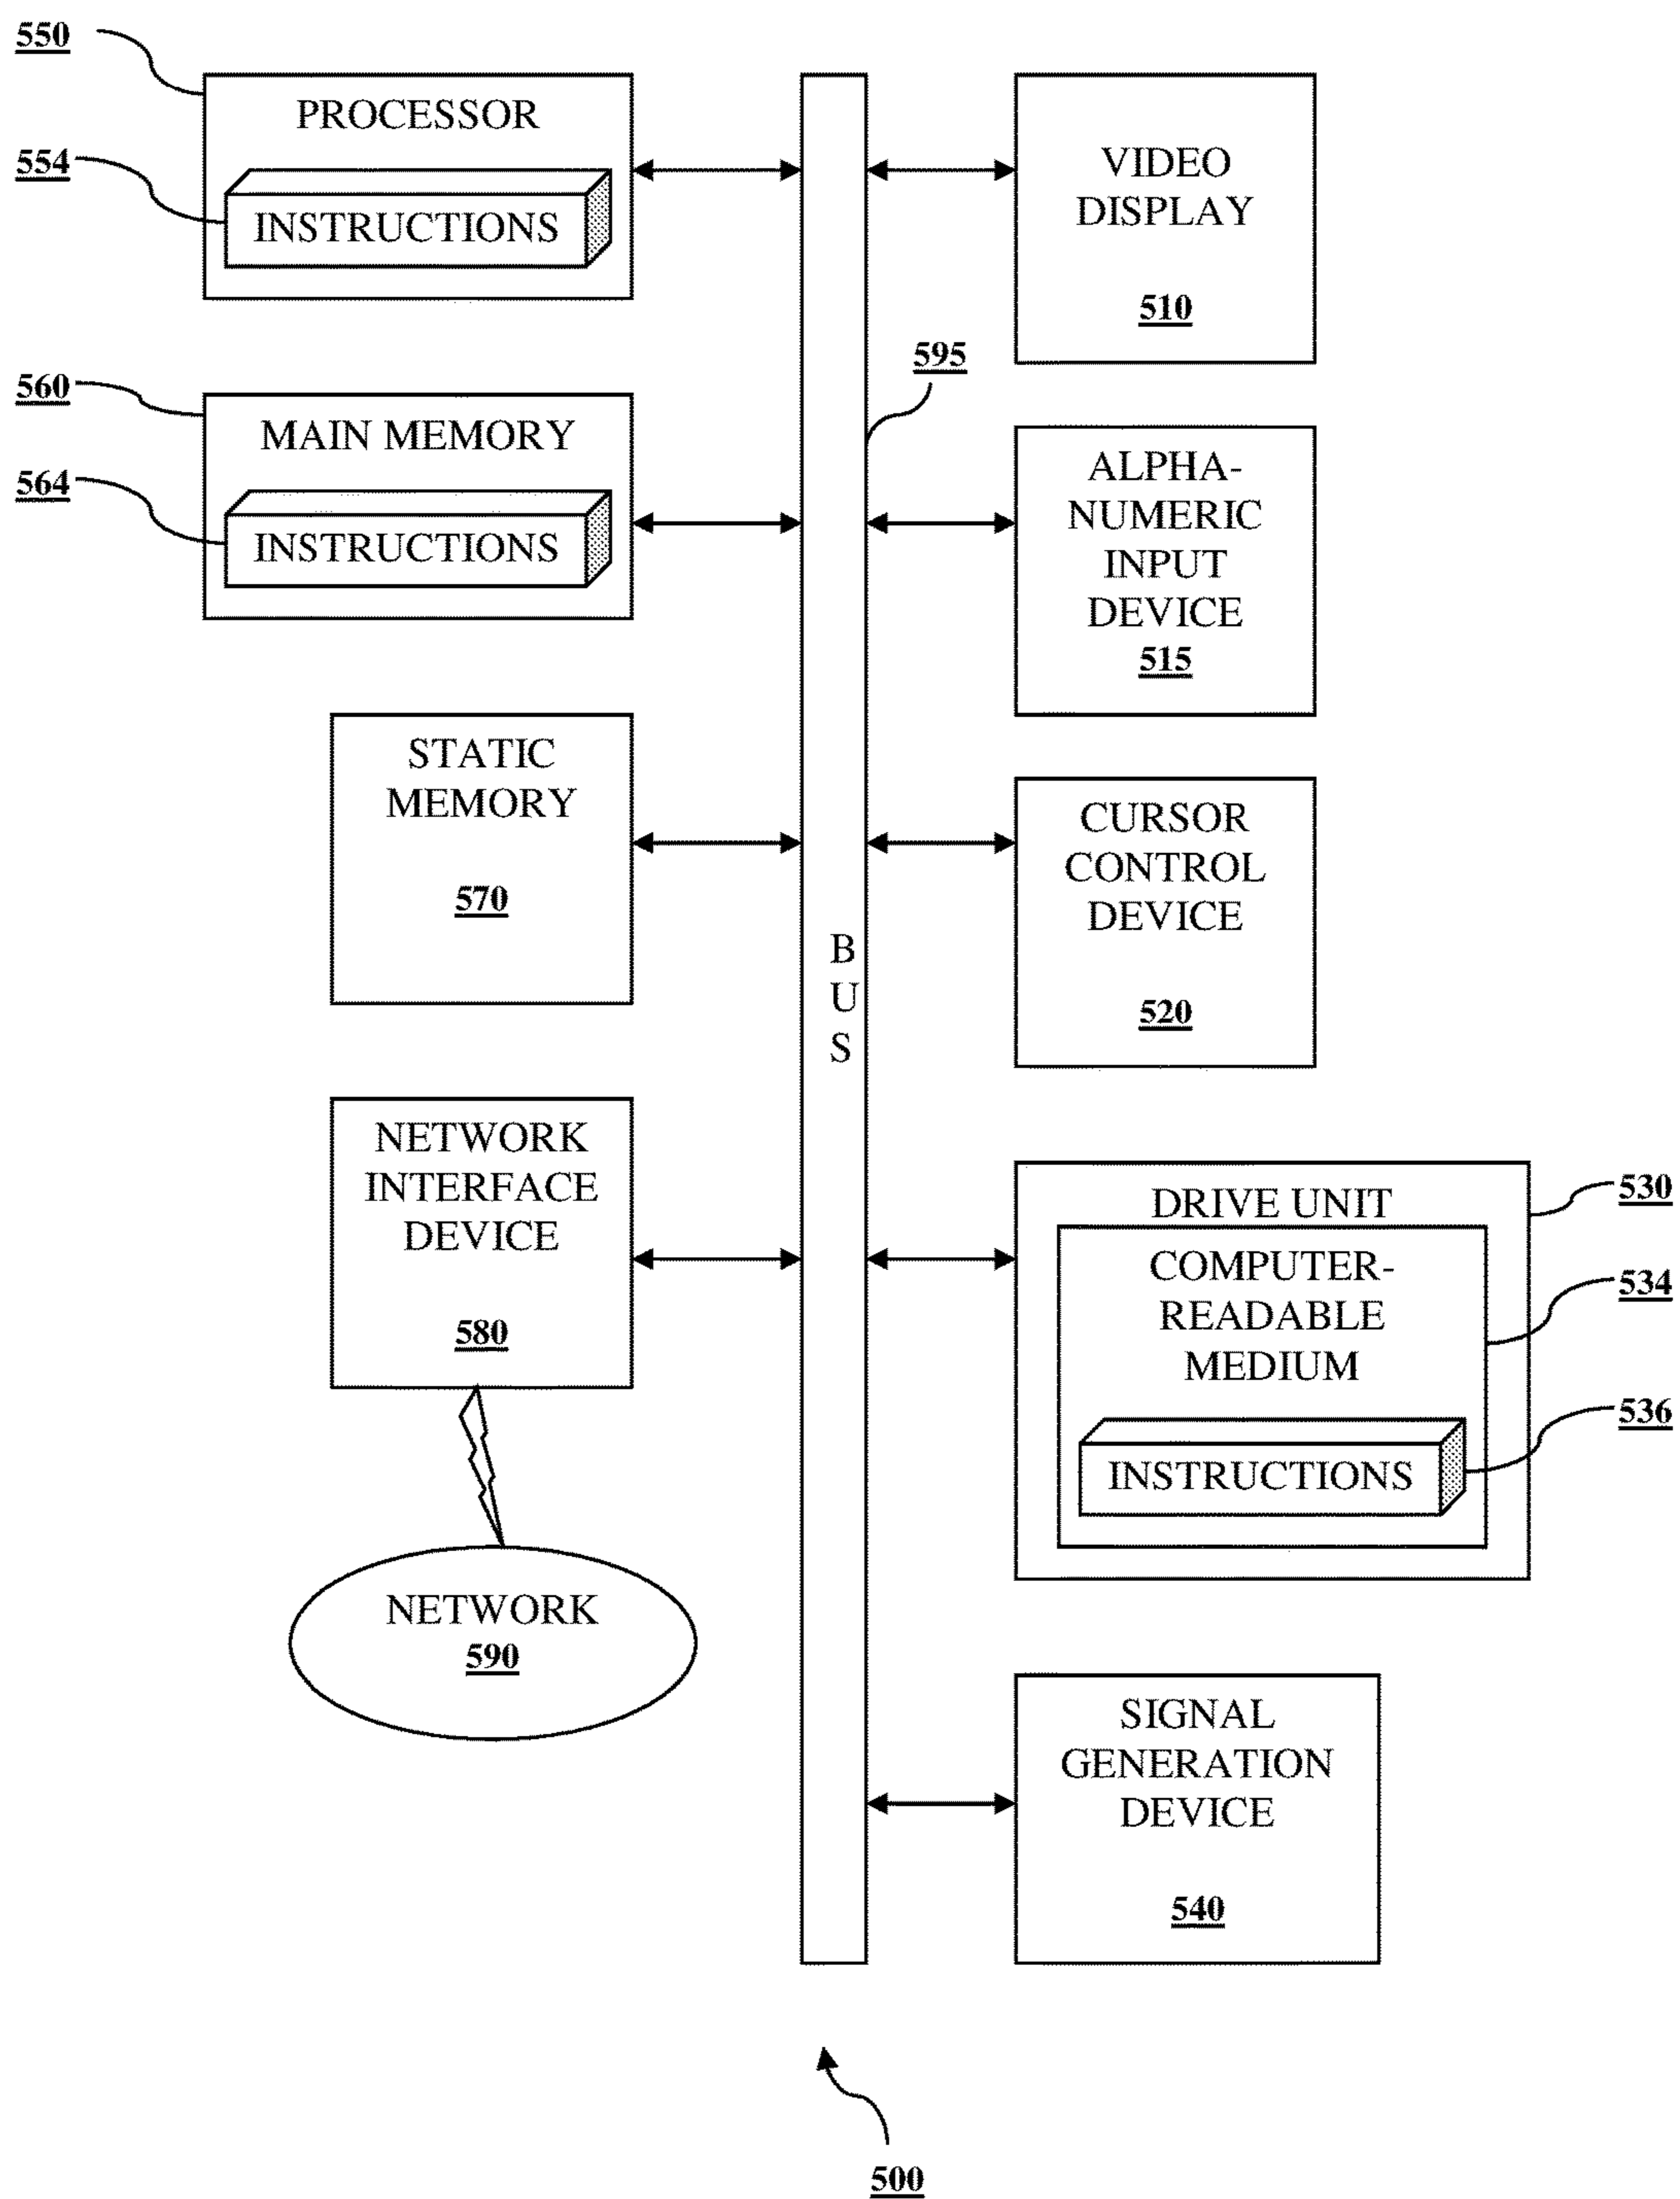 550
PROCESSOR
554
INSTRUCTIONS
560
MAIN MEMORY
564
INSTRUCTIONS
STATIC
MEMORY
570
NETWORK
INTERFACE
DEVICE
580
NETWORK
590
B
U
S
595
VIDEO
DISPLAY
510
ALPHA-
NUMERIC
INPUT
DEVICE
515
CURSOR
CONTROL
DEVICE
520
DRIVE UNIT
530
COMPUTER-
READABLE
MEDIUM
534
INSTRUCTIONS
536
SIGNAL
GENERATION
DEVICE
540
500